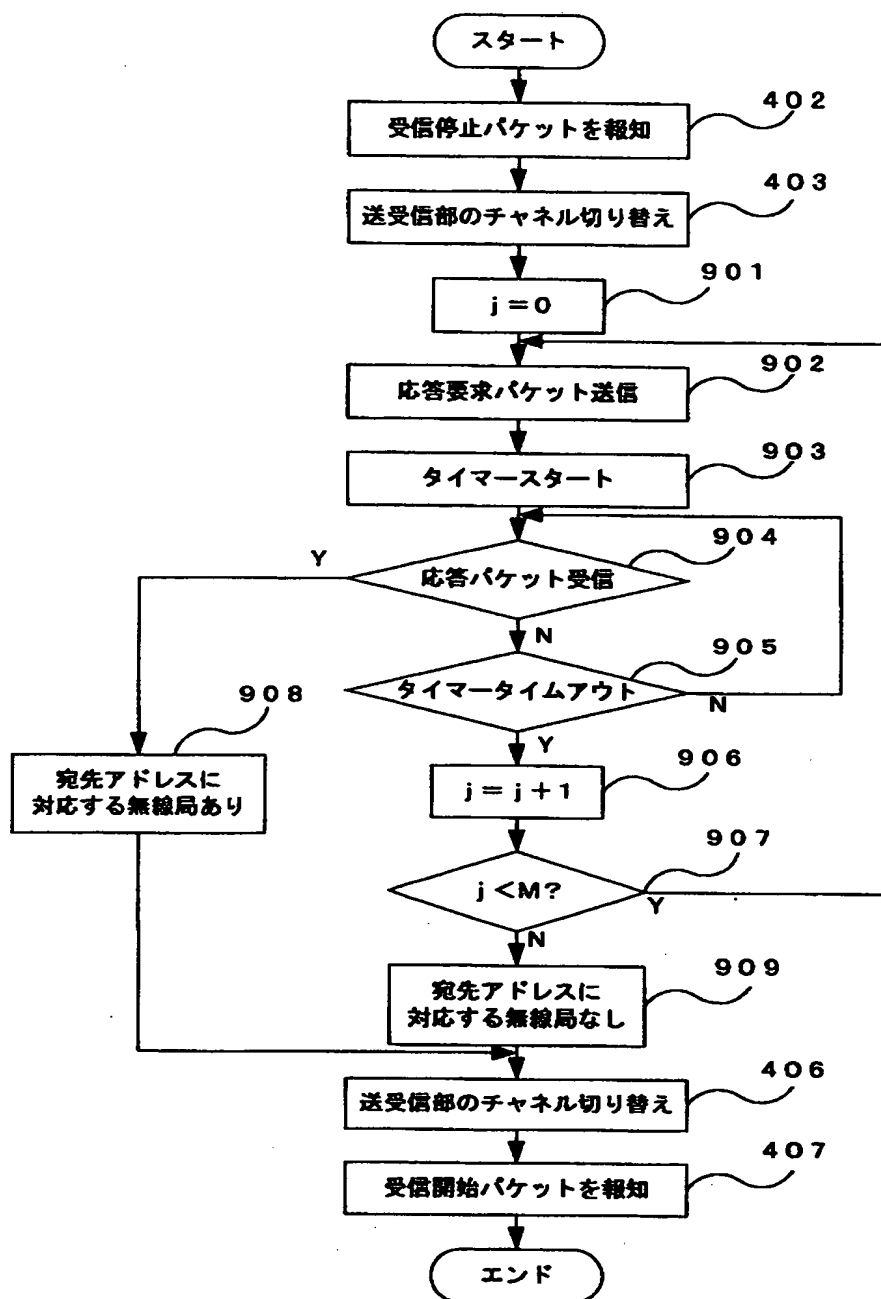 スタート
402
受信停止パケットを報知
403
送受信部のチャネル切り替え
901
j=0
902
応答要求パケット送信
903
タイマースタート
904
Y
応答パケット受信
N
905
タイマータイムアウト
N
908
Y
906
宛先アドレスに
対応する無線局あり
j=j+1
907
j<M?
Y
N
909
宛先アドレスに
対応する無線局なし
406
送受信部のチャネル切り替え
407
受信開始パケットを報知
エンド